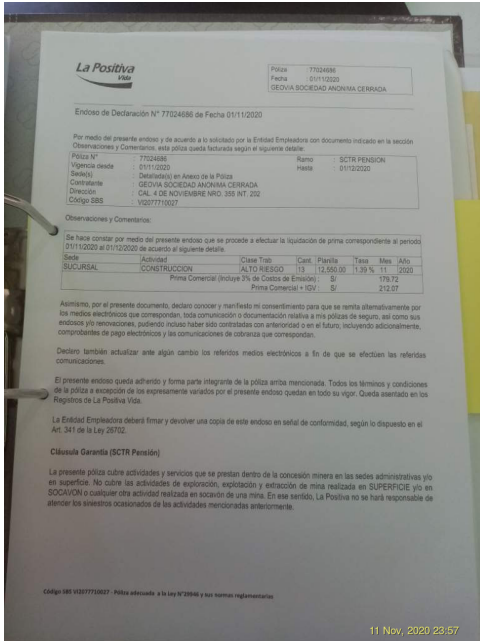 La Positiva
Vida
Póliza : 77024686
Fecha : 01/11/2020
GEOVIA SOCIEDAD ANONIMA CERRADA
Endoso de Declaración N° 77024686 de Fecha 01/11/2020
Por medio del presente endoso y de acuerdo a lo solicitado por la Entidad Empleadora con documento indicado en la sección
Observaciones y Comentarios, esta póliza queda facturada según el siguiente detalle:
Póliza N° : 77024686 Ramo : SCTR PENSION
Vigencia desde : 01/11/2020 Hasta : 01/12/2020
Sede(s) : Detallada(s) en Anexo de la Póliza
Contratante : GEOVIA SOCIEDAD ANONIMA CERRADA
Dirección : CAL. 4 DE NOVIEMBRE NRO. 355 INT. 202
Código SBS : VI2077710027
Observaciones y Comentarios:
Se hace constar por medio del presente endoso que se procede a efectuar la liquidación de prima correspondiente al periodo
01/11/2020 al 01/12/2020 de acuerdo al siguiente detalle.
Sede Actividad Clase Trab Cant. Planilla Tasa Mes Año
SUCURSAL CONSTRUCCION ALTO RIESGO 13 12,550.00 1.39 % 11 2020
Prima Comercial (Incluye 3% de Costos de Emisión) : S/ 179.72
Prima Comercial + IGV : S/ 212.07
Asimismo, por el presente documento, declaro conocer y manifiesto mi consentimiento para que se remita alternativamente por
los medios electrónicos que correspondan, toda comunicación o documentación relativa a mis pólizas de seguro, así como sus
endosos y/o renovaciones, pudiendo incluso haber sido contratadas con anterioridad o en el futuro, incluyendo adicionalmente,
comprobantes de pago electrónicos y las comunicaciones de cobranza que correspondan.
Declaro también actualizar ante algún cambio los referidos medios electrónicos a fin de que se efectúen las referidas
comunicaciones.
El presente endoso queda adherido y forma parte integrante de la póliza arriba mencionada. Todos los términos y condiciones
de la póliza a excepción de los expresamente variados por el presente endoso quedan en todo su vigor. Queda asentado en los
Registros de La Positiva Vida.
La Entidad Empleadora deberá firmar y devolver una copia de este endoso en señal de conformidad, según lo dispuesto en el
Art. 341 de la Ley 26702.
Cláusula Garantía (SCTR Pensión)
La presente póliza cubre actividades y servicios que se prestan dentro de la concesión minera en las sedes administrativas y/o
en superficie. No cubre las actividades de exploración, explotación y extracción de mina realizada en SUPERFICIE y/o en
SOCAVON o cualquier otra actividad realizada en socavón de una mina. En ese sentido, La Positiva no se hará responsable de
atender los siniestros ocasionados de las actividades mencionadas anteriormente.
Código SBS VI2077710027 - Póliza adecuada a la Ley N°29946 y sus normas reglamentarias
11 Nov, 2020 23:57